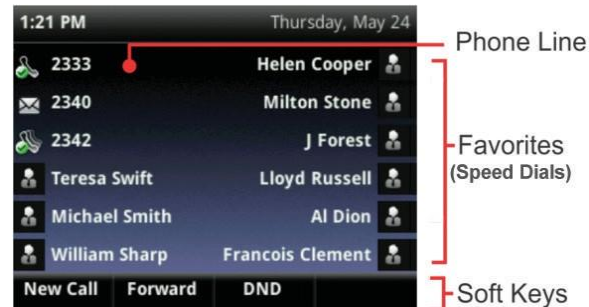 1:21 PM Thursday, May 24
Phone Line
2333 Helen Cooper
2340 Milton Stone
2342 J Forest
Favorites
(Speed Dials)
Teresa Swift Lloyd Russell
Michael Smith Al Dion
William Sharp Francois Clement
New Call Forward DND
Soft Keys